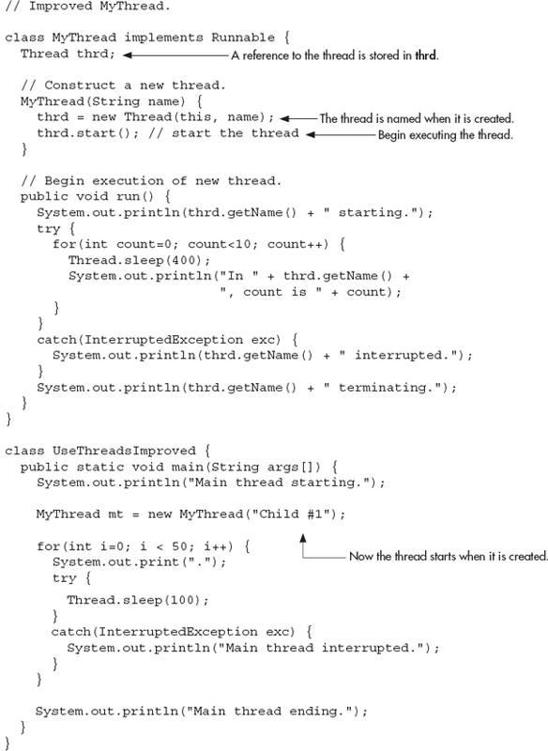 // Improved MyThread.
class MyThread implements Runnable {
Thread thrd; A reference to the thread is stored in thrd.
// Construct a new thread.
MyThread(String name) {
thrd = new Thread(this, name); The thread is named when it is created.
thrd.start(); // start the thread Begin executing the thread.
}
// Begin execution of new thread.
public void run() {
System.out.println(thrd.getName() + " starting.");
try {
for(int count=0; count<10; count++) {
Thread.sleep(400);
System.out.println("In " + thrd.getName() +
", count is " + count);
}
}
catch(InterruptedException exc) {
System.out.println(thrd.getName() + " interrupted.");
}
System.out.println(thrd.getName() + " terminating.");
}
}
class UseThreadsImproved {
public static void main(String args[]) {
System.out.println("Main thread starting.");
MyThread mt = new MyThread("Child #1");
for(int i=0; i < 50; i++) { Now the thread starts when it is created.
System.out.print(".");
try {
Thread.sleep(100);
}
catch(InterruptedException exc) {
System.out.println("Main thread interrupted.");
}
}
System.out.println("Main thread ending.");
}
}